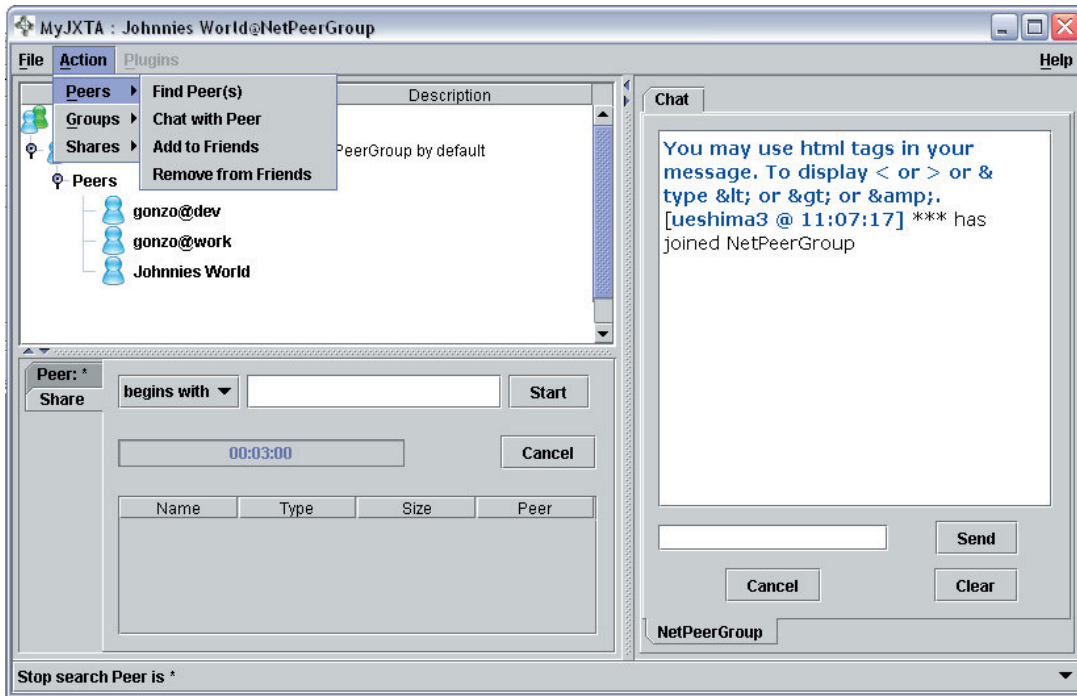 MyJXTA : Johnnies World@NetPeerGroup
File Action Plugins Help
Peers
Groups
Shares
Find Peer(s)
Chat with Peer
Add to Friends
Remove from Friends
Description
PeerGroup by default
Peers
gonzo@dev
gonzo@work
Johnnies World
Peer: *
Share
begins with
Start
00:03:00
Cancel
Name Type Size Peer
Chat
You may use html tags in your
message. To display < or > or &
type &lt; or &gt; or &amp;.
[ueshima3 @ 11:07:17] *** has
joined NetPeerGroup
Send
Cancel Clear
NetPeerGroup
Stop search Peer is *